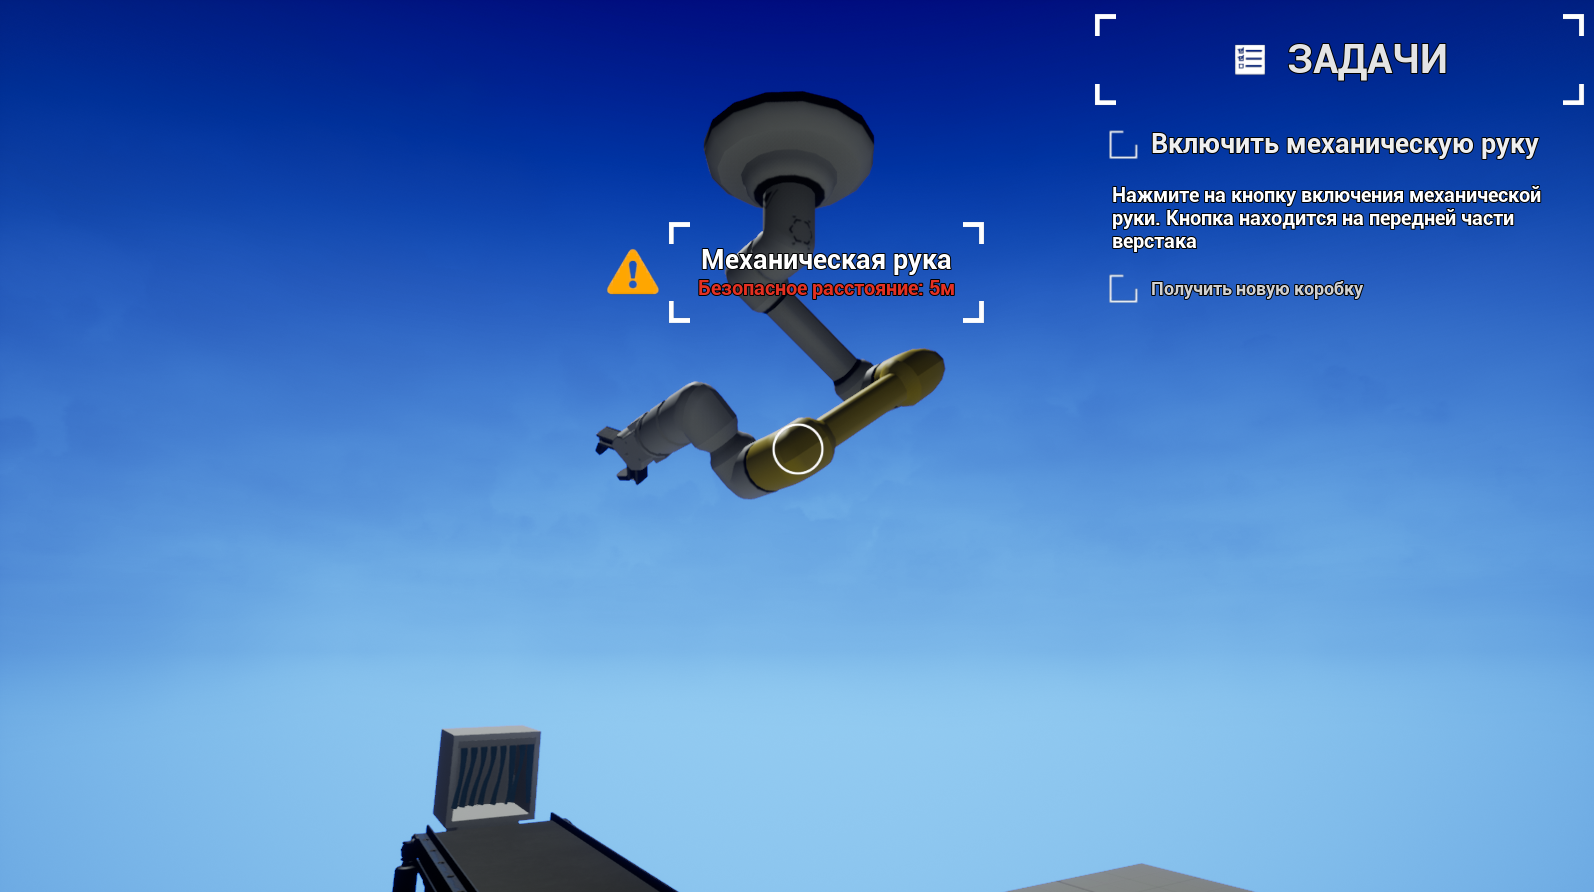 ЗАДАЧИ
Включить механическую руку
Нажмите на кнопку включения механической
руки. Кнопка находится на передней части
верстака
Получить новую коробку
Механическая рука
Безопасное расстояние: 5м